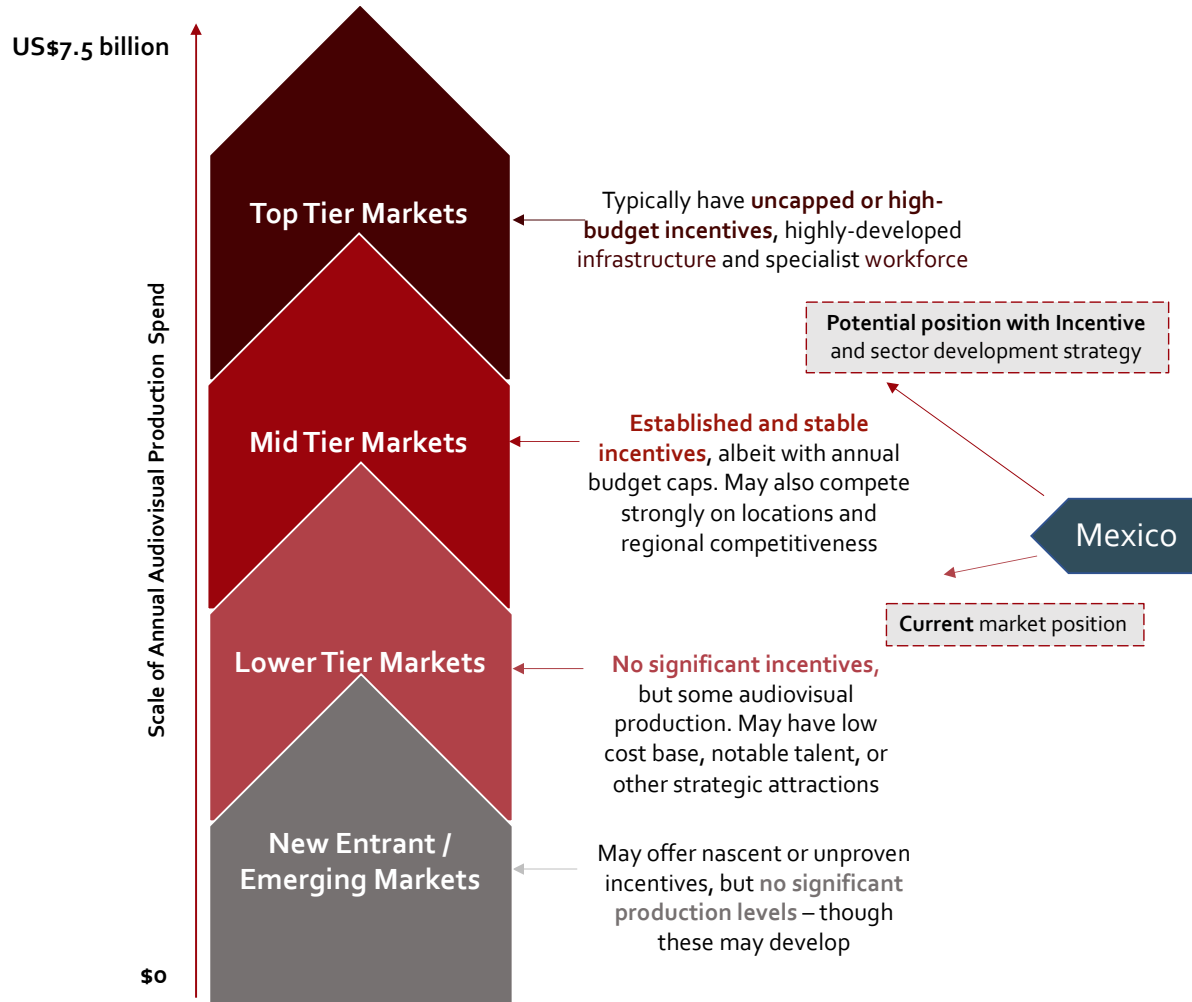 US$7.5 billion
Scale of Annual Audiovisual Production Spend
$0
Top Tier Markets
Typically have uncapped or high-
budget incentives, highly-developed
infrastructure and specialist workforce
Potential position with Incentive
and sector development strategy
Mid Tier Markets
Established and stable
incentives, albeit with annual
budget caps. May also compete
strongly on locations and
regional competitiveness
Mexico
Current market position
Lower Tier Markets
No significant incentives,
but some audiovisual
production. May have low
cost base, notable talent, or
other strategic attractions
New Entrant /
Emerging Markets
May offer nascent or unproven
incentives, but no significant
production levels – though
these may develop